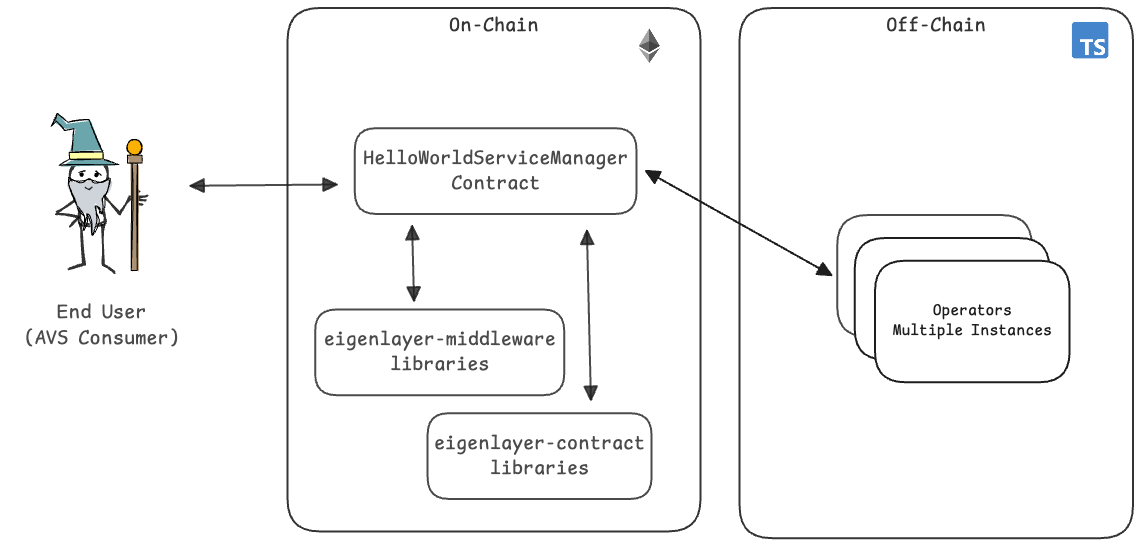 On-Chain
Off-Chain
TS
HelloWorldServiceManager
Contract
End User
(AVS Consumer)
eigenlayer-middleware
libraries
Operators
Multiple Instances
eigenlayer-contract
libraries